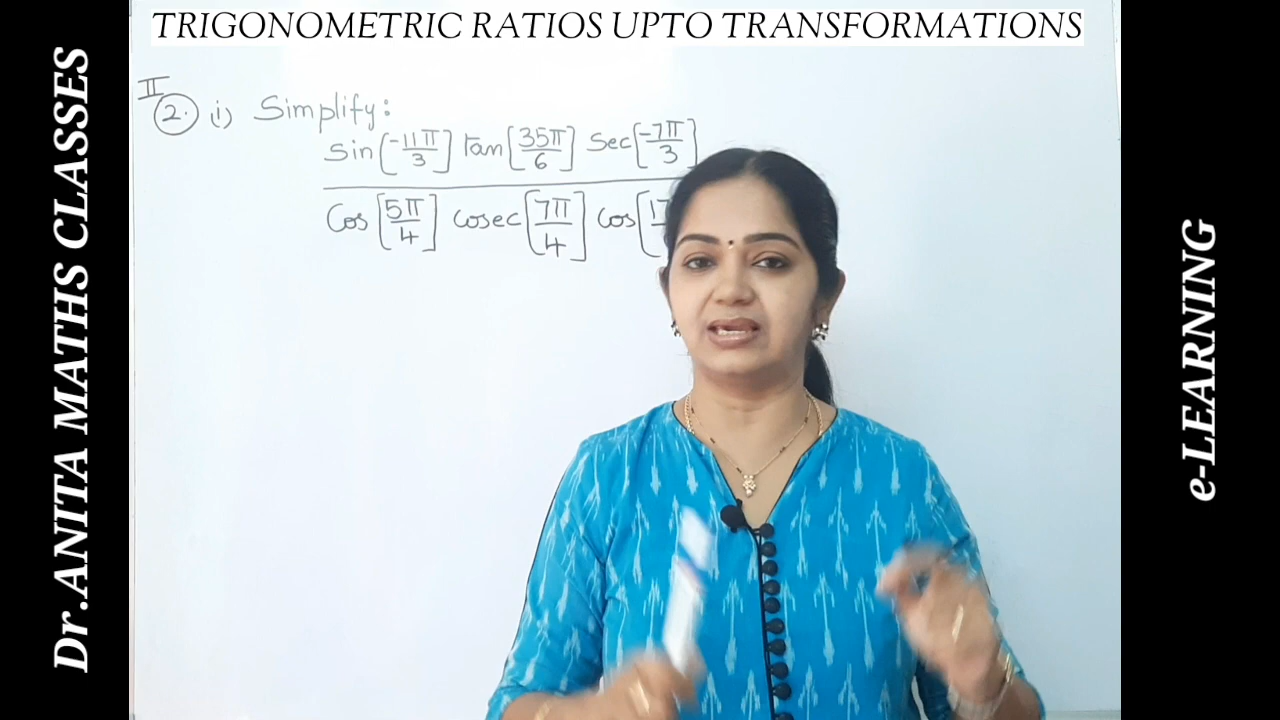 TRIGONOMETRIC RATIOS UPTO TRANSFORMATIONS
Dr.ANITA MATHS CLASSES
II
2. i) Simplify:
sin[-11π/3] tan[35π/6] sec[-7π/3]
Cos[5π/4] cosec[7π/4] cos[17
e-LEARNING